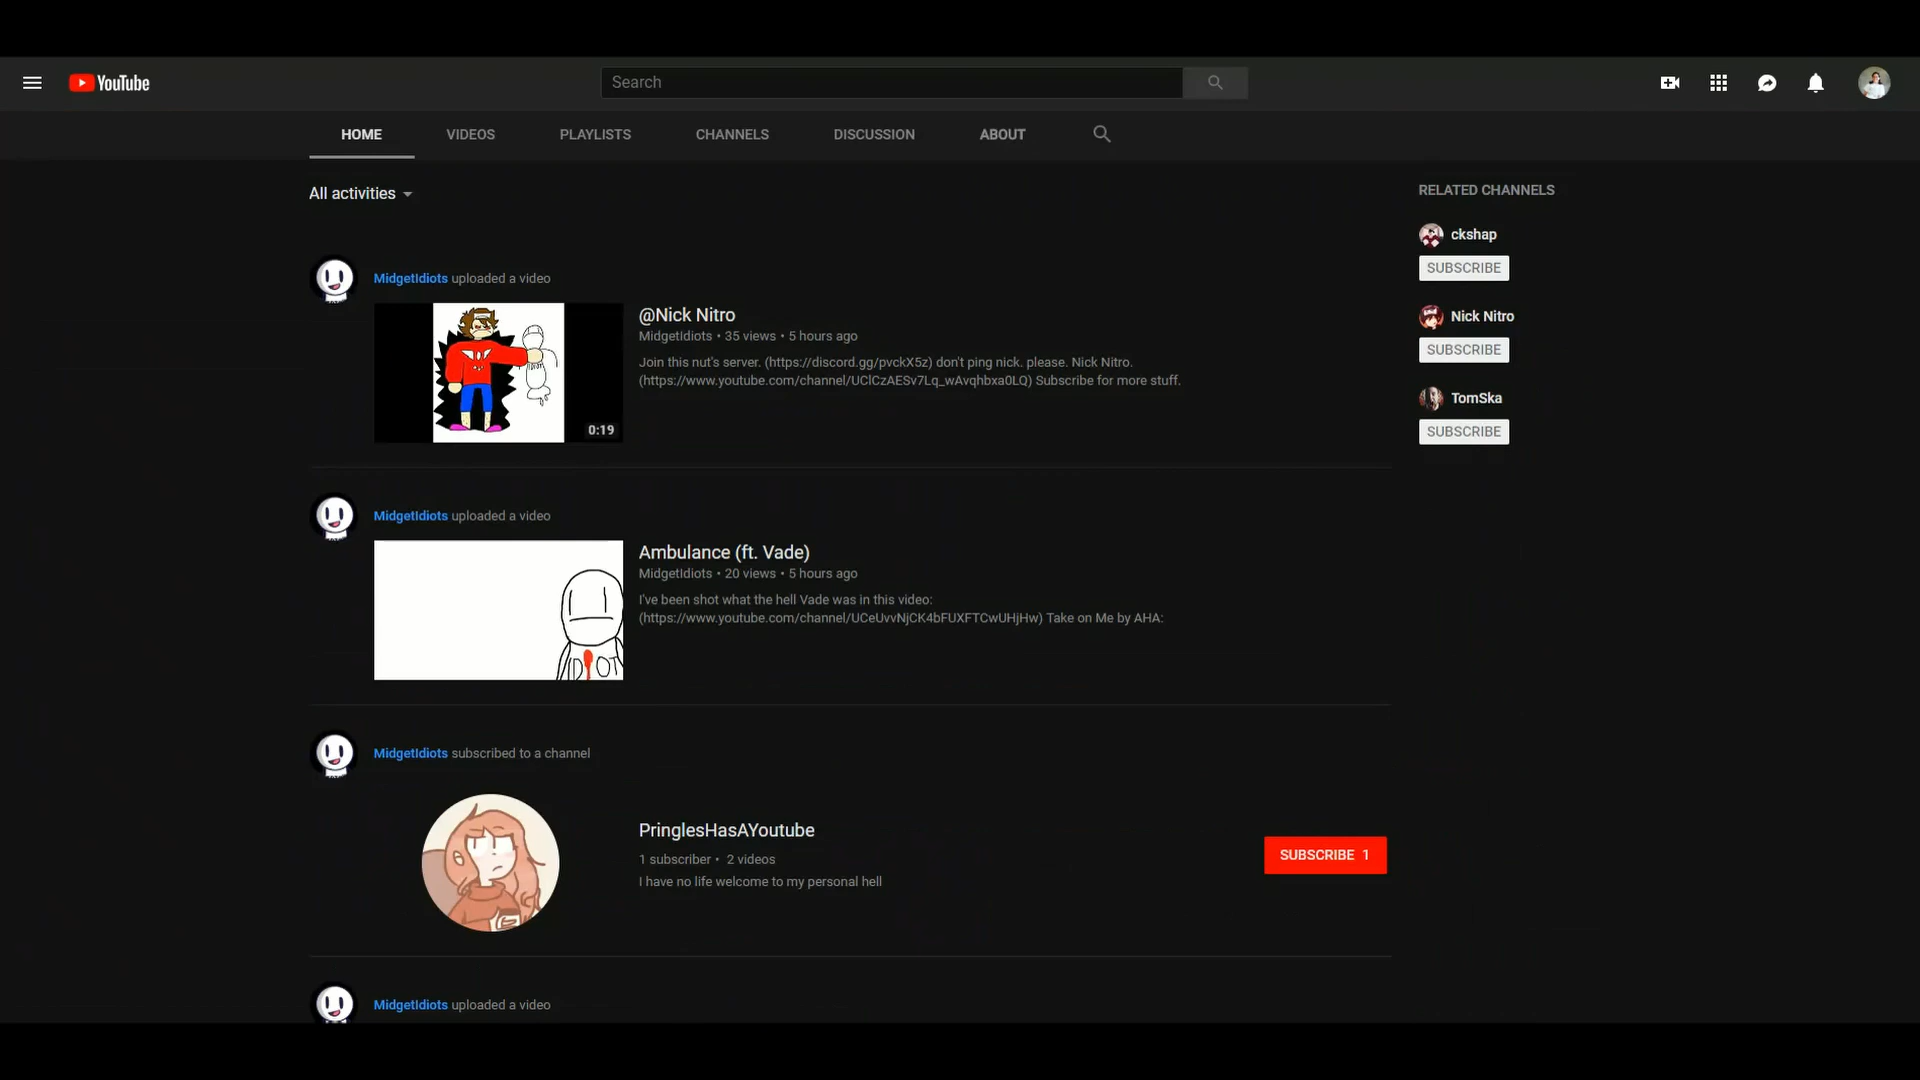 YouTube
Search
HOME
VIDEOS
PLAYLISTS
CHANNELS
DISCUSSION
ABOUT
All activities
MidgetIdiots uploaded a video
0:19
@Nick Nitro
MidgetIdiots • 35 views • 5 hours ago
Join this nut's server. (https://discord.gg/pvckX5z) don't ping nick. please. Nick Nitro.
(https://www.youtube.com/channel/UClCzAESv7Lq_wAvqhbxa0LQ) Subscribe for more stuff.
MidgetIdiots uploaded a video
Ambulance (ft. Vade)
MidgetIdiots • 20 views • 5 hours ago
I've been shot what the hell Vade was in this video:
(https://www.youtube.com/channel/UCeUvvNjCK4bFUXFTCwUHjHw) Take on Me by AHA:
MidgetIdiots subscribed to a channel
PringlesHasAYoutube
1 subscriber • 2 videos
I have no life welcome to my personal hell
SUBSCRIBE 1
MidgetIdiots uploaded a video
RELATED CHANNELS
ckshap
SUBSCRIBE
Nick Nitro
SUBSCRIBE
TomSka
SUBSCRIBE